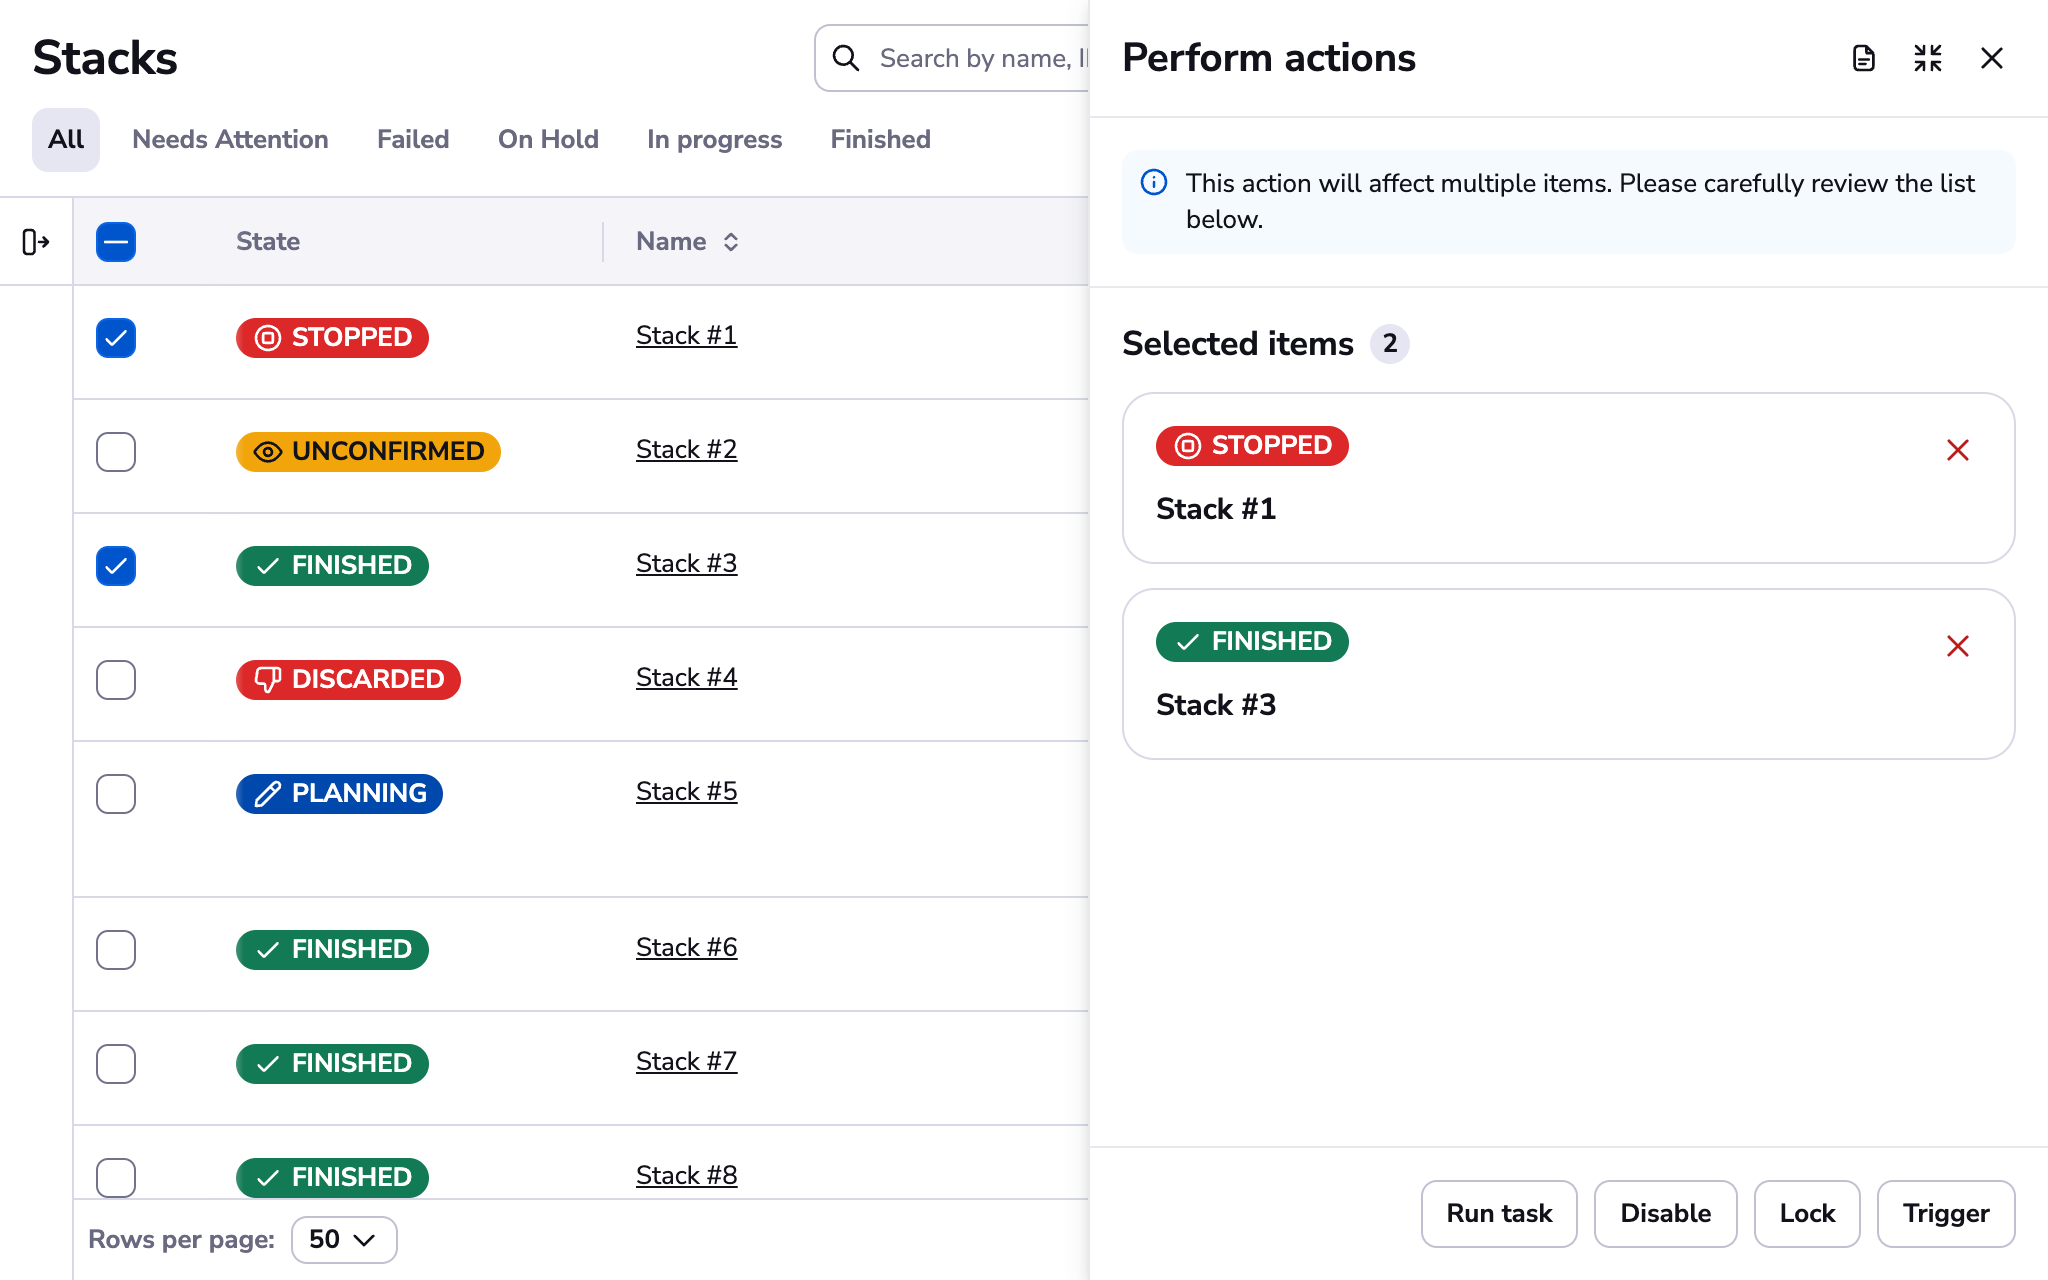 Stacks
Search by name, I
All
Needs Attention
Failed
On Hold
In progress
Finished
State
Name
STOPPED
Stack #1
UNCONFIRMED
Stack #2
FINISHED
Stack #3
DISCARDED
Stack #4
PLANNING
Stack #5
FINISHED
Stack #6
FINISHED
Stack #7
FINISHED
Stack #8
Rows per page:
50
Perform actions
This action will affect multiple items. Please carefully review the list
below.
Selected items 2
STOPPED
Stack #1
FINISHED
Stack #3
Run task
Disable
Lock
Trigger